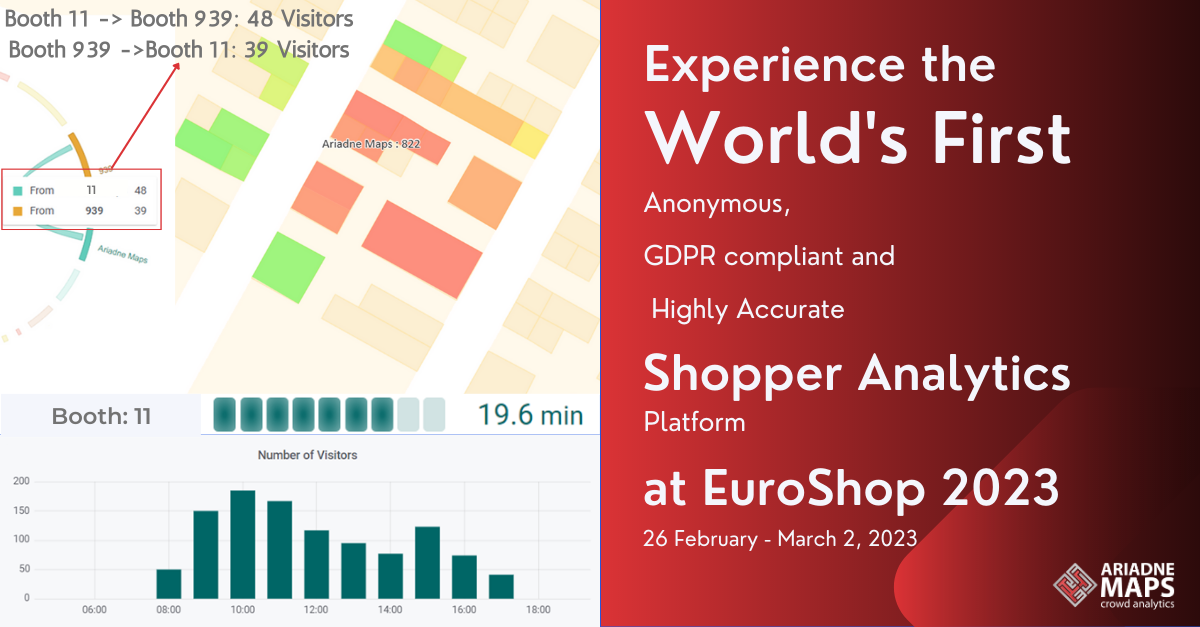 Booth 11 -> Booth 939: 48 Visitors
Booth 939 ->Booth 11: 39 Visitors
939
From 11 48
From 939 39
Ariadne Maps
Ariadne Maps : 822
Booth: 11
19.6 min
Number of Visitors
200
150
100
50
0
06:00 08:00 10:00 12:00 14:00 16:00 18:00
Experience the
World's First
Anonymous,
GDPR compliant and
Highly Accurate
Shopper Analytics
Platform
at EuroShop 2023
26 February - March 2, 2023
ARIADNE
MAPS
crowd analytics